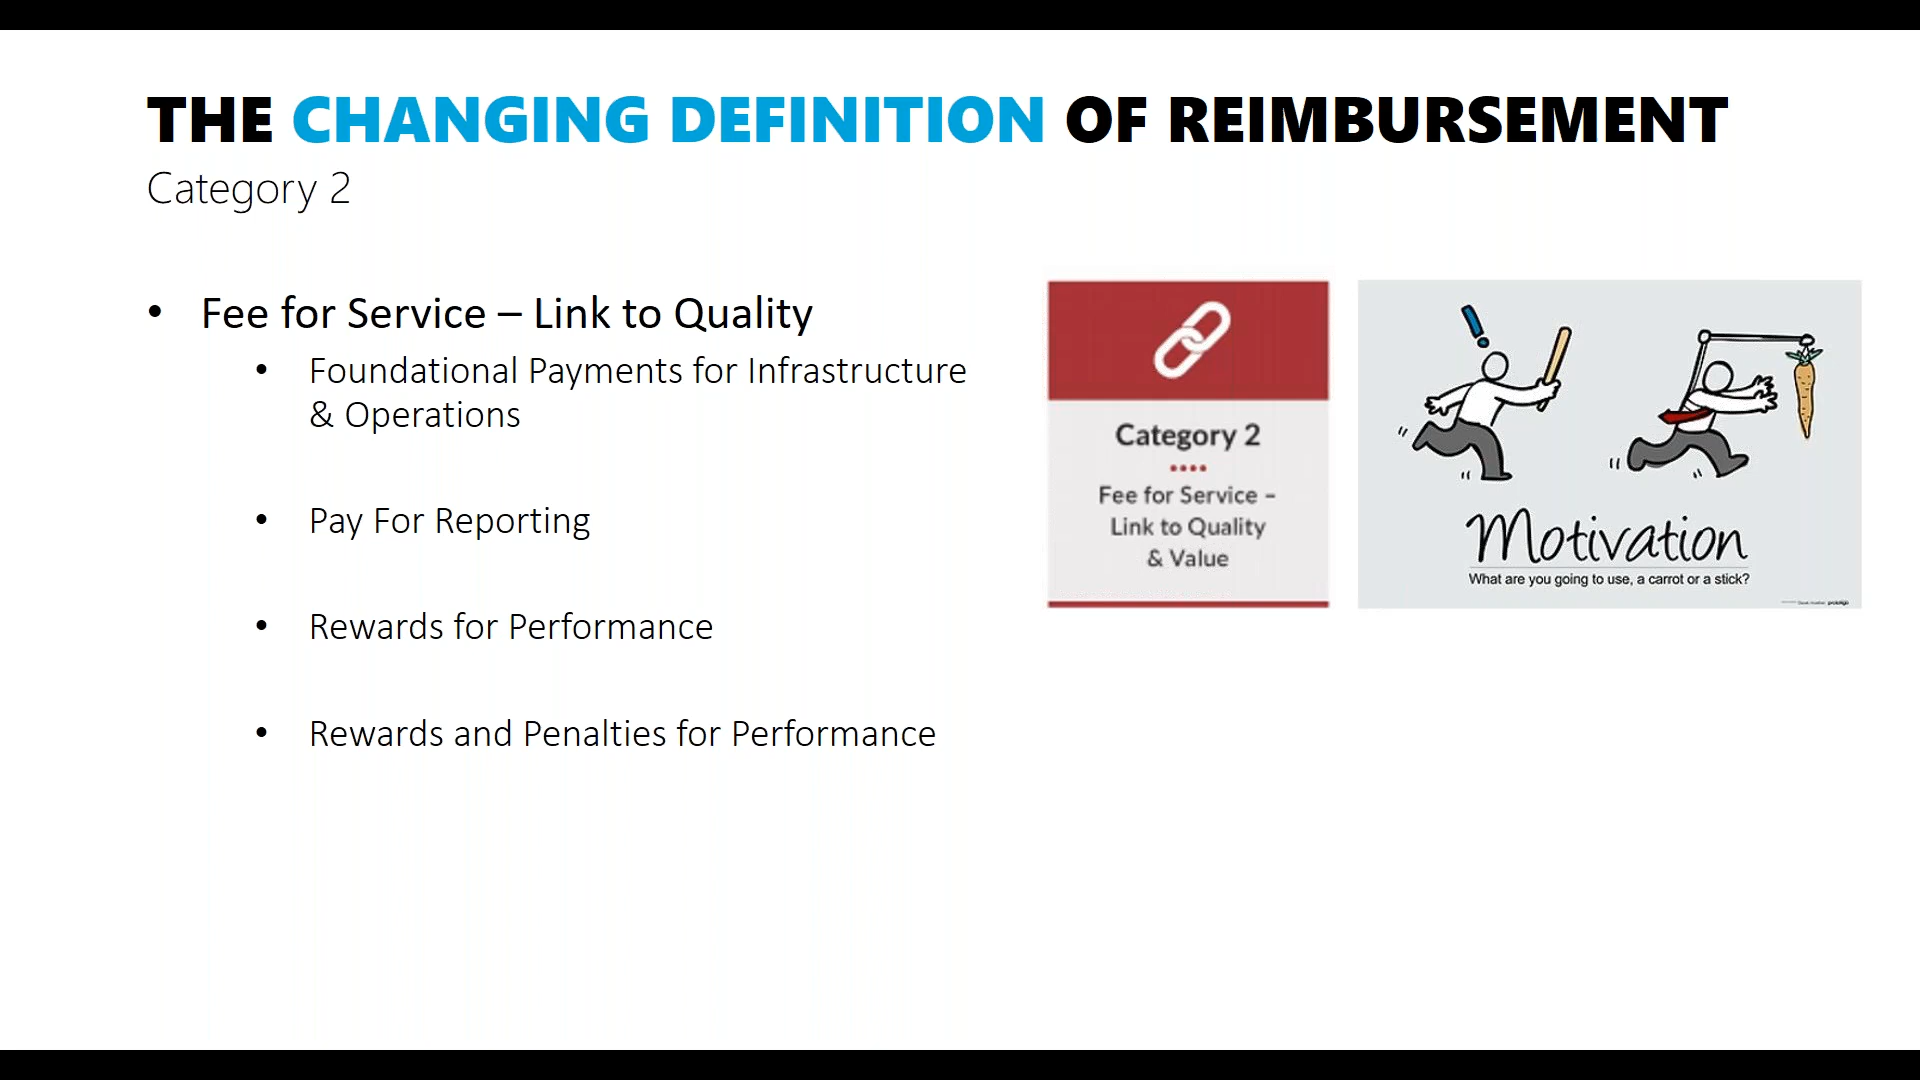 THE CHANGING DEFINITION OF REIMBURSEMENT
Category 2
• Fee for Service – Link to Quality
• Foundational Payments for Infrastructure
& Operations
• Pay For Reporting
• Rewards for Performance
• Rewards and Penalties for Performance
Category 2
Fee for Service –
Link to Quality
& Value
Motivation
What are you going to use, a carrot or a stick?